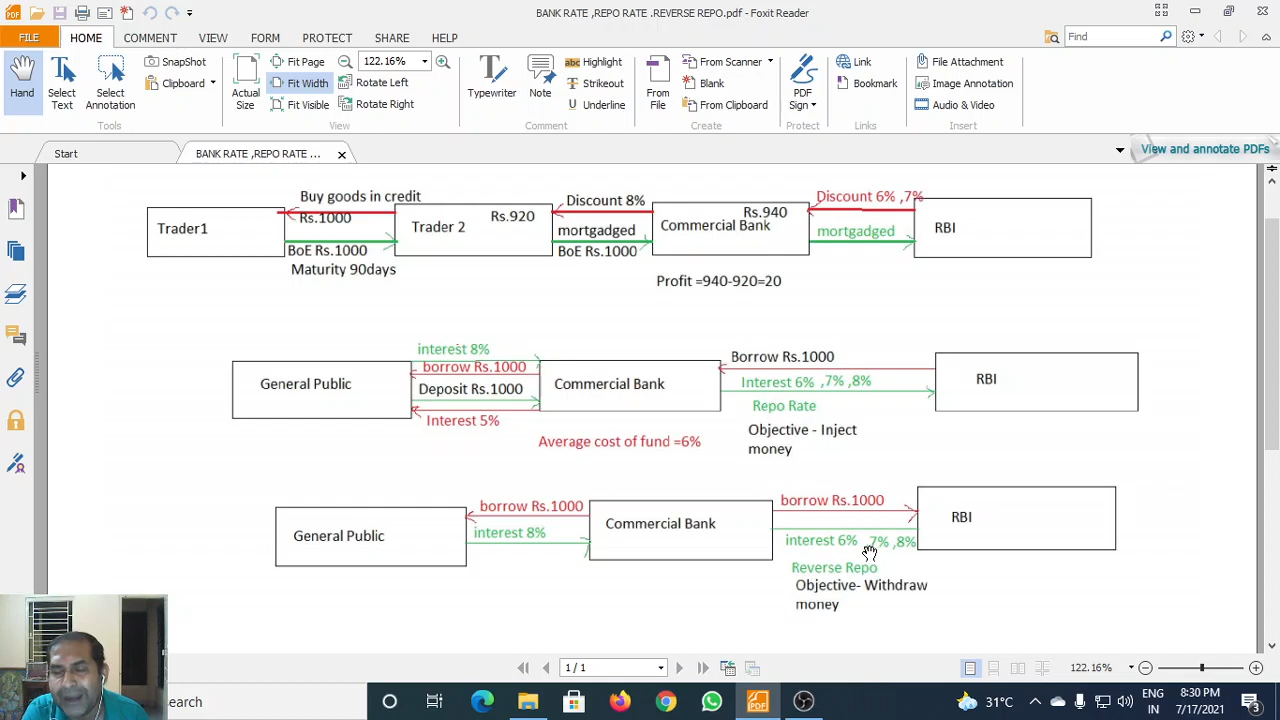 BANK RATE ,REPO RATE .REVERSE REPO.pdf - Foxit Reader
FILE HOME COMMENT VIEW FORM PROTECT SHARE HELP
Find
Hand
Select
Text
Select
Annotation
SnapShot
Clipboard
Tools
Actual
Size
Fit Page
Fit Width
Fit Visible
122.16%
Rotate Left
Rotate Right
View
Typewriter
Note
Highlight
Strikeout
Underline
Comment
From
File
From Scanner
Blank
From Clipboard
Create
PDF
Sign
Protect
Link
Bookmark
Links
File Attachment
Image Annotation
Audio & Video
Insert
Start
BANK RATE ,REPO RATE ...
View and annotate PDFs
Trader1
Buy goods in credit
Rs.1000
BoE Rs.1000
Maturity 90days
Trader 2
Rs.920
Discount 8%
mortgadged
BoE Rs.1000
Rs.940
Commercial Bank
Profit =940-920=20
Discount 6% ,7%
mortgadged
RBI
General Public
interest 8%
borrow Rs.1000
Deposit Rs.1000
Interest 5%
Commercial Bank
Average cost of fund =6%
Borrow Rs.1000
Interest 6% ,7% ,8%
Repo Rate
Objective - Inject
money
RBI
General Public
borrow Rs.1000
interest 8%
Commercial Bank
borrow Rs.1000
interest 6% ,7% ,8%
Reverse Repo
Objective- Withdraw
money
RBI
1 / 1
122.16%
search
31°C
ENG
IN
8:30 PM
7/17/2021
3